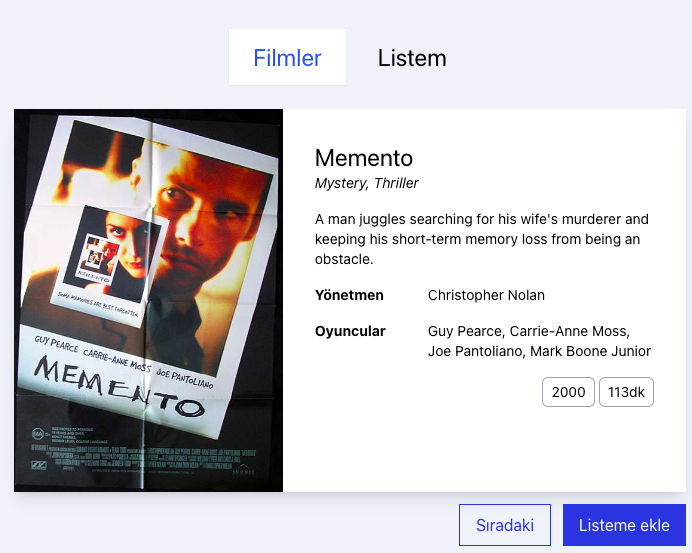 Filmler
Listem
Memento
Mystery, Thriller
A man juggles searching for his wife's murderer and
keeping his short-term memory loss from being an
obstacle.
Yönetmen
Christopher Nolan
Oyuncular
Guy Pearce, Carrie-Anne Moss,
Joe Pantoliano, Mark Boone Junior
2000
113dk
Sıradaki
Listeme ekle
MEMENTO
SOME MEMORIES ARE BEST FORGOTTEN
GUY PEARCE CARRIE-ANNE MOSS JOE PANTOLIANO
MEMENTO
MA